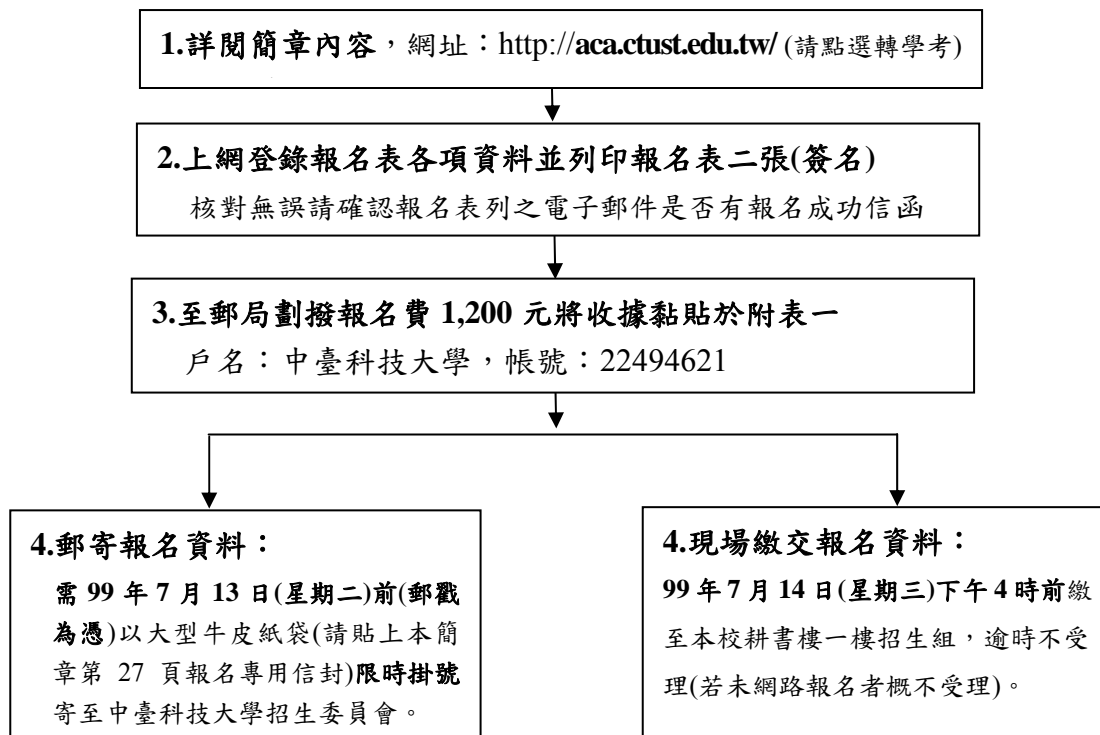 1.詳閱簡章內容，網址：http://aca.ctust.edu.tw/ (請點選轉學考)
2.上網登錄報名表各項資料並列印報名表二張(簽名)
核對無誤請確認報名表列之電子郵件是否有報名成功信函
3.至郵局劃撥報名費 1,200 元將收據黏貼於附表一
戶名：中臺科技大學，帳號：22494621
4.郵寄報名資料：
需 99 年 7 月 13 日(星期二)前(郵戳
為憑)以大型牛皮紙袋(請貼上本簡
章第 27 頁報名專用信封)限時掛號
寄至中臺科技大學招生委員會。
4.現場繳交報名資料：
99 年 7 月 14 日(星期三)下午 4 時前繳
至本校耕書樓一樓招生組，逾時不受
理(若未網路報名者概不受理)。